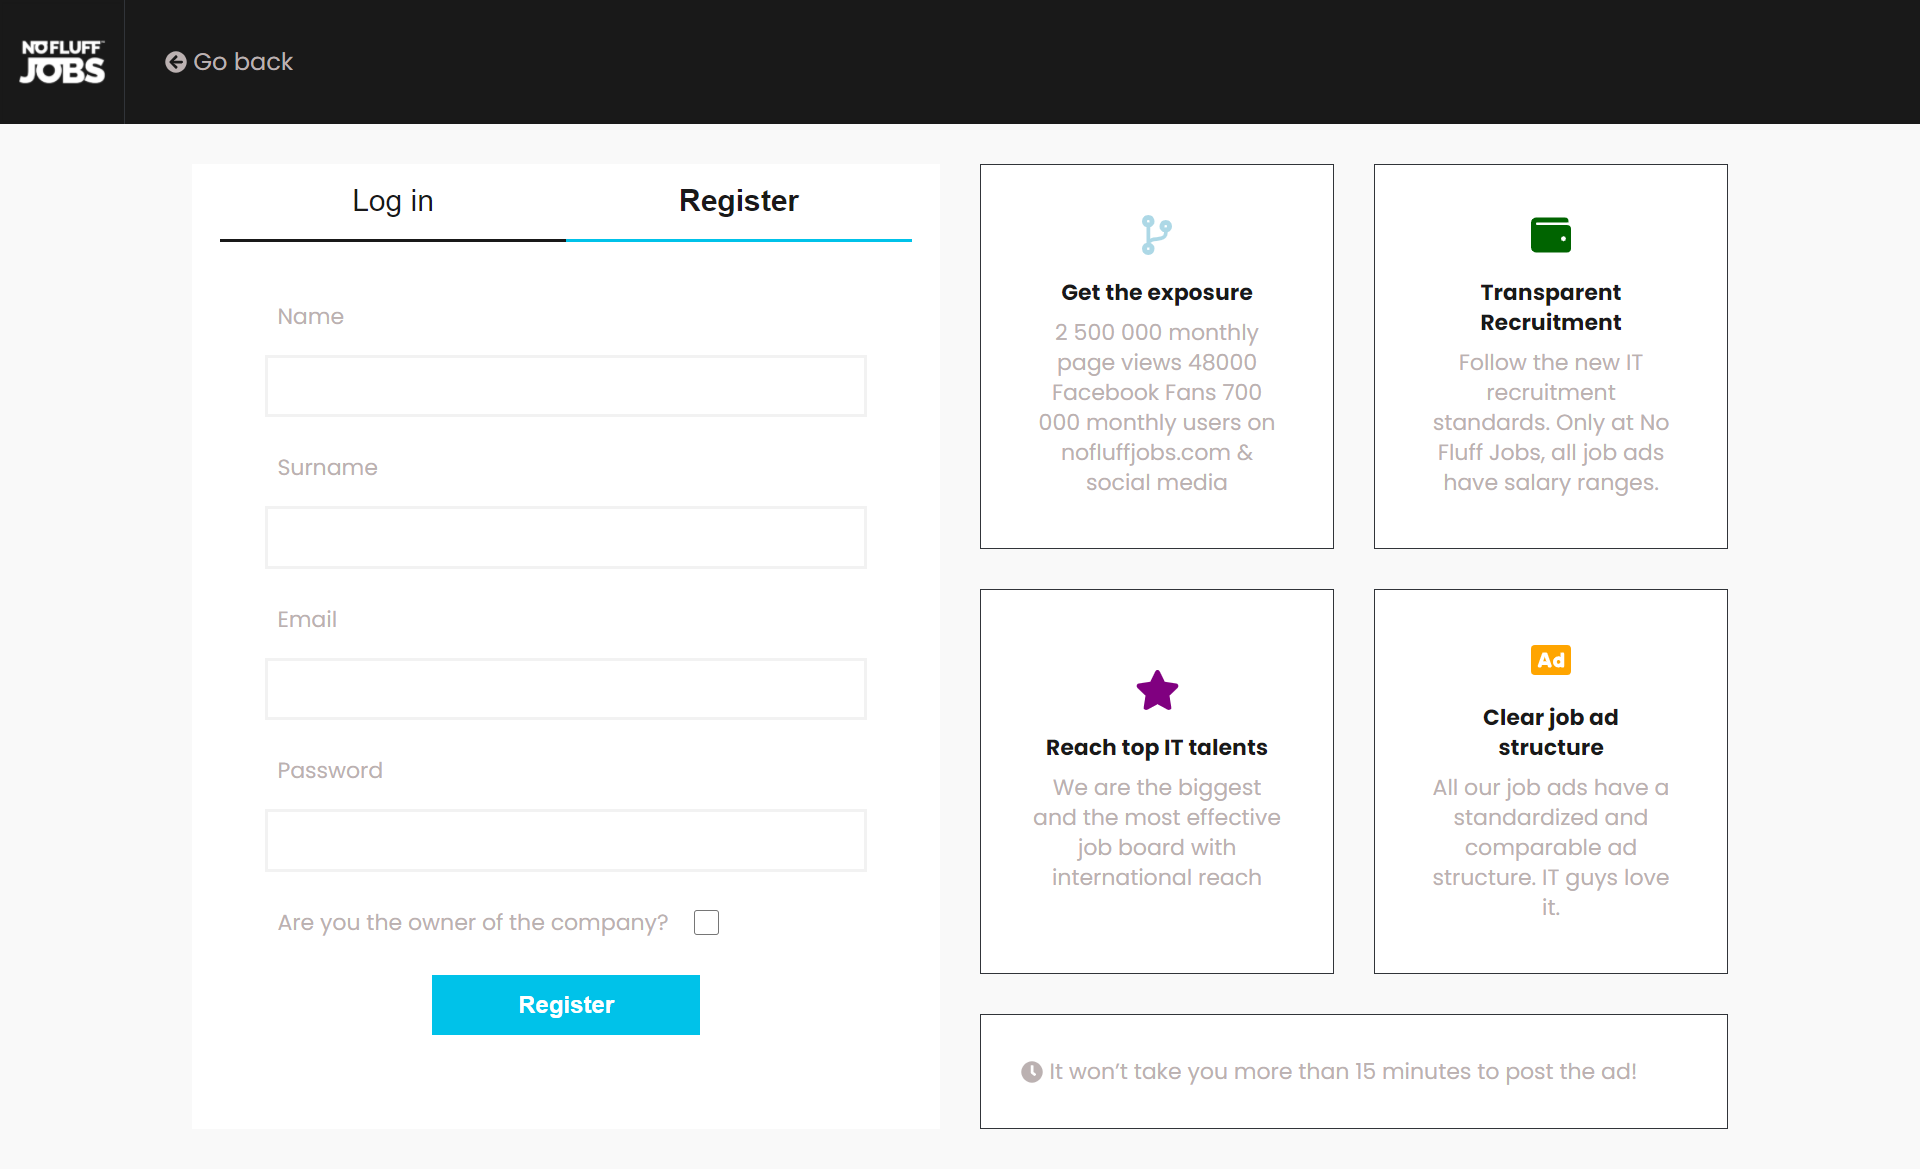 NO FLUFF™
JOBS
Go back
Log in
Register
Name
Surname
Email
Password
Are you the owner of the company?
Register
Get the exposure
2 500 000 monthly
page views 48000
Facebook Fans 700
000 monthly users on
nofluffjobs.com &
social media
Transparent
Recruitment
Follow the new IT
recruitment
standards. Only at No
Fluff Jobs, all job ads
have salary ranges.
Reach top IT talents
We are the biggest
and the most effective
job board with
international reach
Ad
Clear job ad
structure
All our job ads have a
standardized and
comparable ad
structure. IT guys love
it.
It won’t take you more than 15 minutes to post the ad!